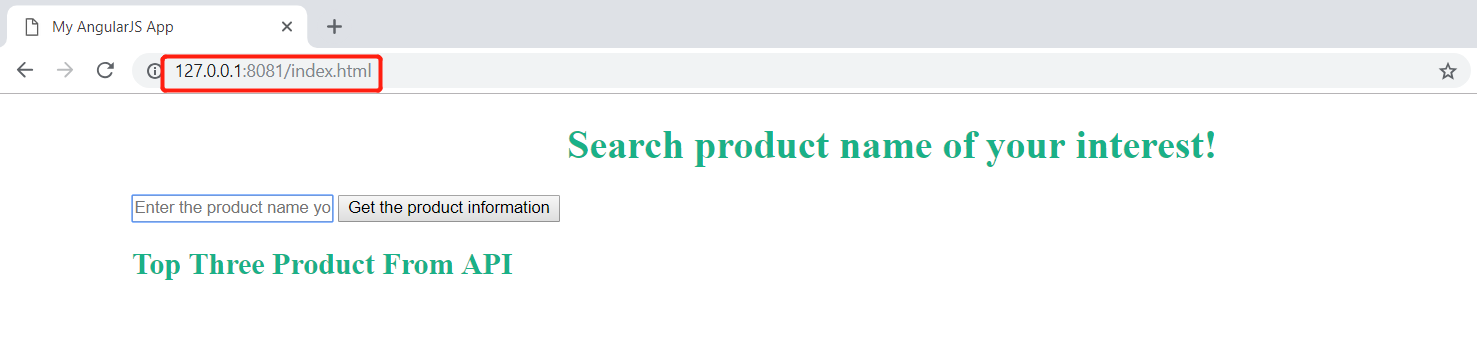 My AngularJS App
127.0.0.1:8081/index.html
Search product name of your interest!
Enter the product name yo
Get the product information
Top Three Product From API